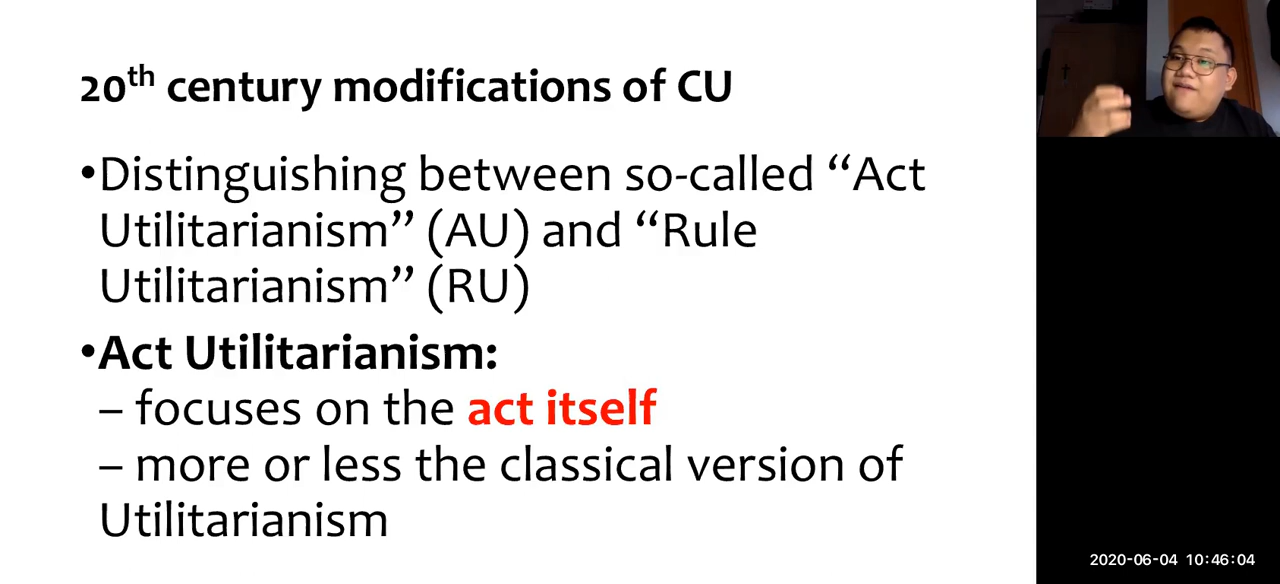 20th century modifications of CU
•Distinguishing between so-called “Act
Utilitarianism” (AU) and “Rule
Utilitarianism” (RU)
•Act Utilitarianism:
– focuses on the act itself
– more or less the classical version of
Utilitarianism
2020-06-04 10:46:04